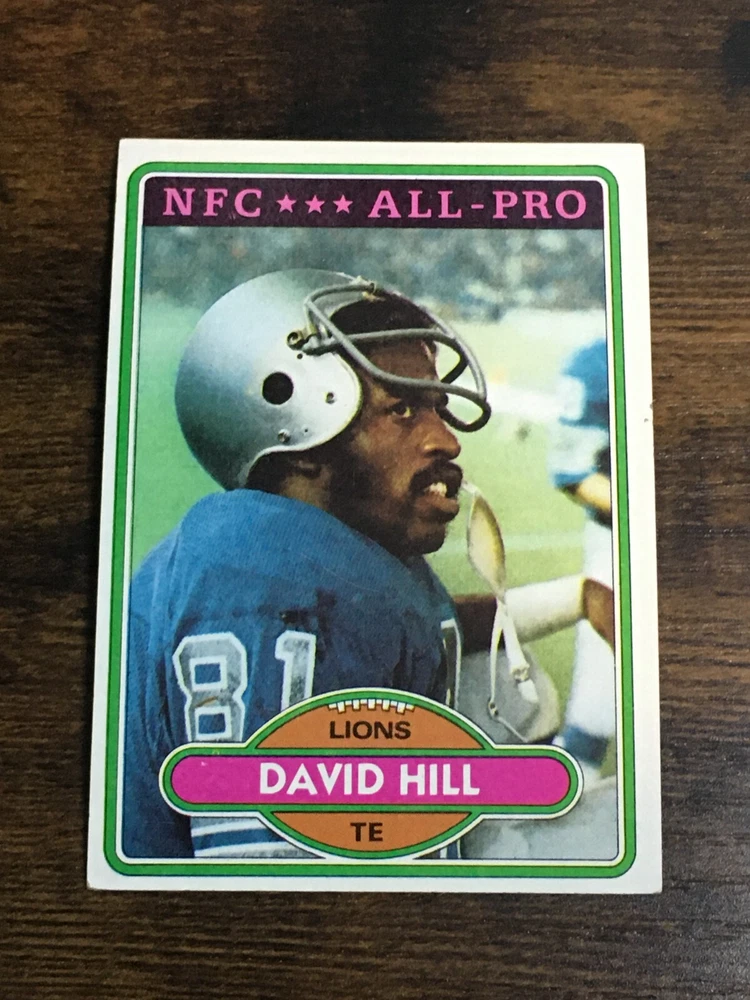 NFC ★★★ ALL-PRO
81
LIONS
DAVID HILL
TE